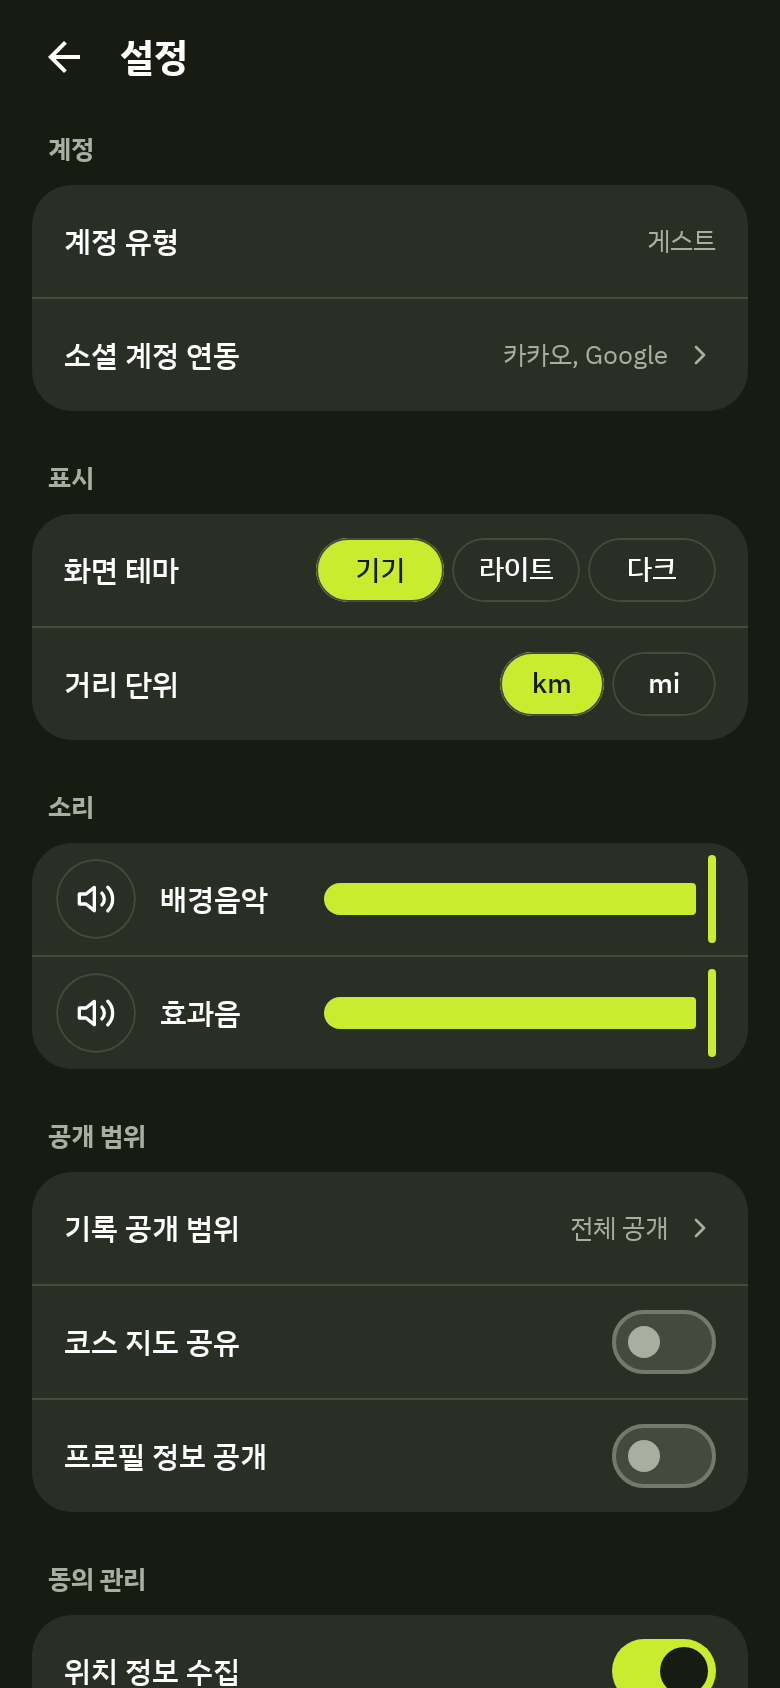 설정
계정
계정 유형 게스트
소셜 계정 연동 카카오, Google
표시
화면 테마 기기 라이트 다크
거리 단위 km mi
소리
배경음악
효과음
공개 범위
기록 공개 범위 전체 공개
코스 지도 공유
프로필 정보 공개
동의 관리
위치 정보 수집